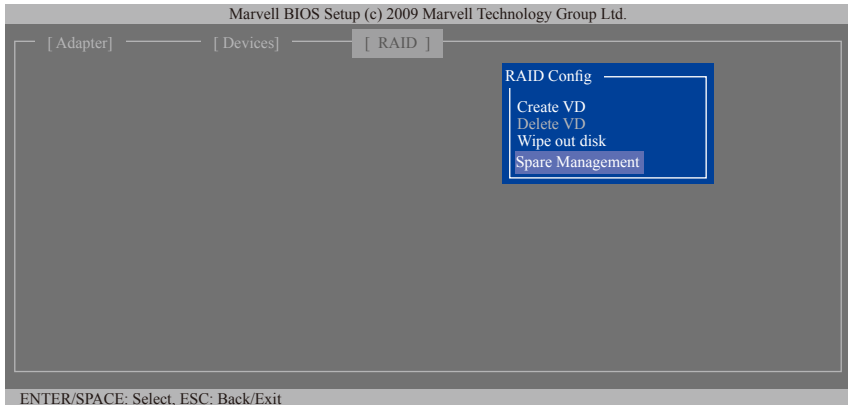 Marvell BIOS Setup (c) 2009 Marvell Technology Group Ltd.
[ Adapter] [ Devices] [ RAID ]
RAID Config
Create VD
Delete VD
Wipe out disk
Spare Management
ENTER/SPACE: Select, ESC: Back/Exit